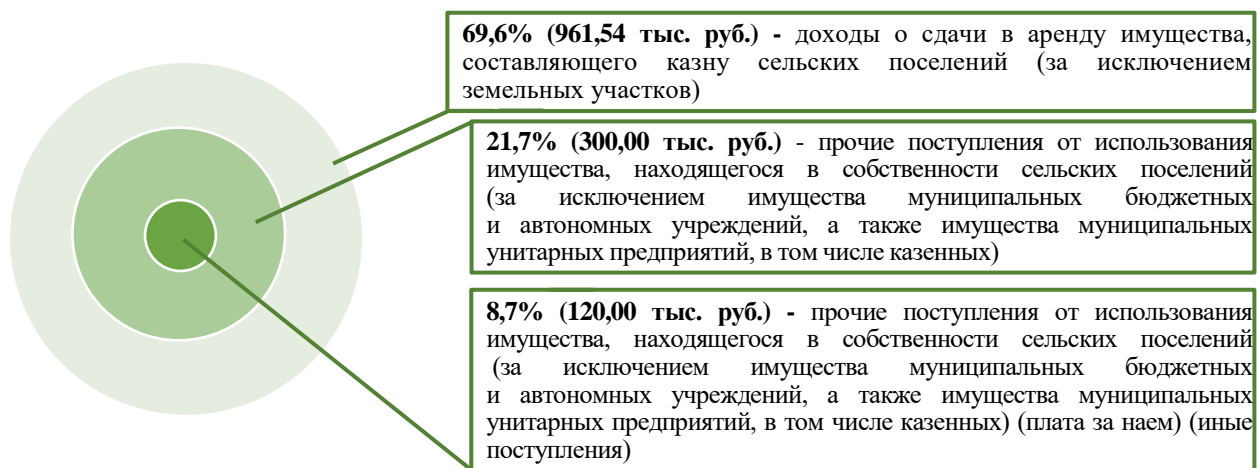 69,6% (961,54 тыс. руб.) - доходы о сдачи в аренду имущества,
составляющего казну сельских поселений (за исключением
земельных участков)
21,7% (300,00 тыс. руб.) - прочие поступления от использования
имущества, находящегося в собственности сельских поселений
(за исключением имущества муниципальных бюджетных
и автономных учреждений, а также имущества муниципальных
унитарных предприятий, в том числе казенных)
8,7% (120,00 тыс. руб.) - прочие поступления от использования
имущества, находящегося в собственности сельских поселений
(за исключением имущества муниципальных бюджетных
и автономных учреждений, а также имущества муниципальных
унитарных предприятий, в том числе казенных) (плата за наем) (иные
поступления)